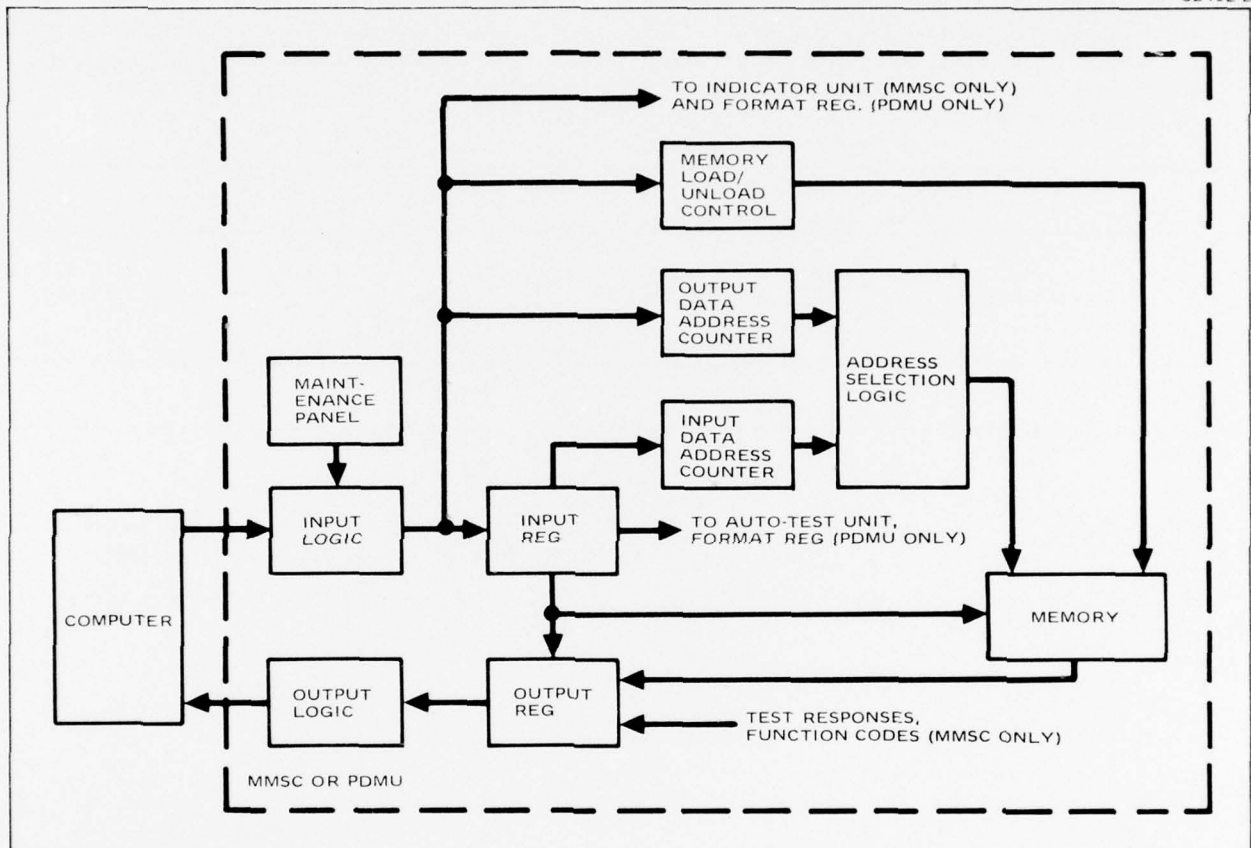 TO INDICATOR UNIT (MMSC ONLY)
AND FORMAT REG. (PDMU ONLY)
MEMORY
LOAD/
UNLOAD
CONTROL
OUTPUT
DATA
ADDRESS
COUNTER
ADDRESS
SELECTION
LOGIC
MAINT-
ENANCE
PANEL
INPUT
DATA
ADDRESS
COUNTER
INPUT
LOGIC
INPUT
REG
TO AUTO-TEST UNIT,
FORMAT REG (PDMU ONLY)
COMPUTER
MEMORY
OUTPUT
LOGIC
OUTPUT
REG
TEST RESPONSES,
FUNCTION CODES (MMSC ONLY)
MMSC OR PDMU